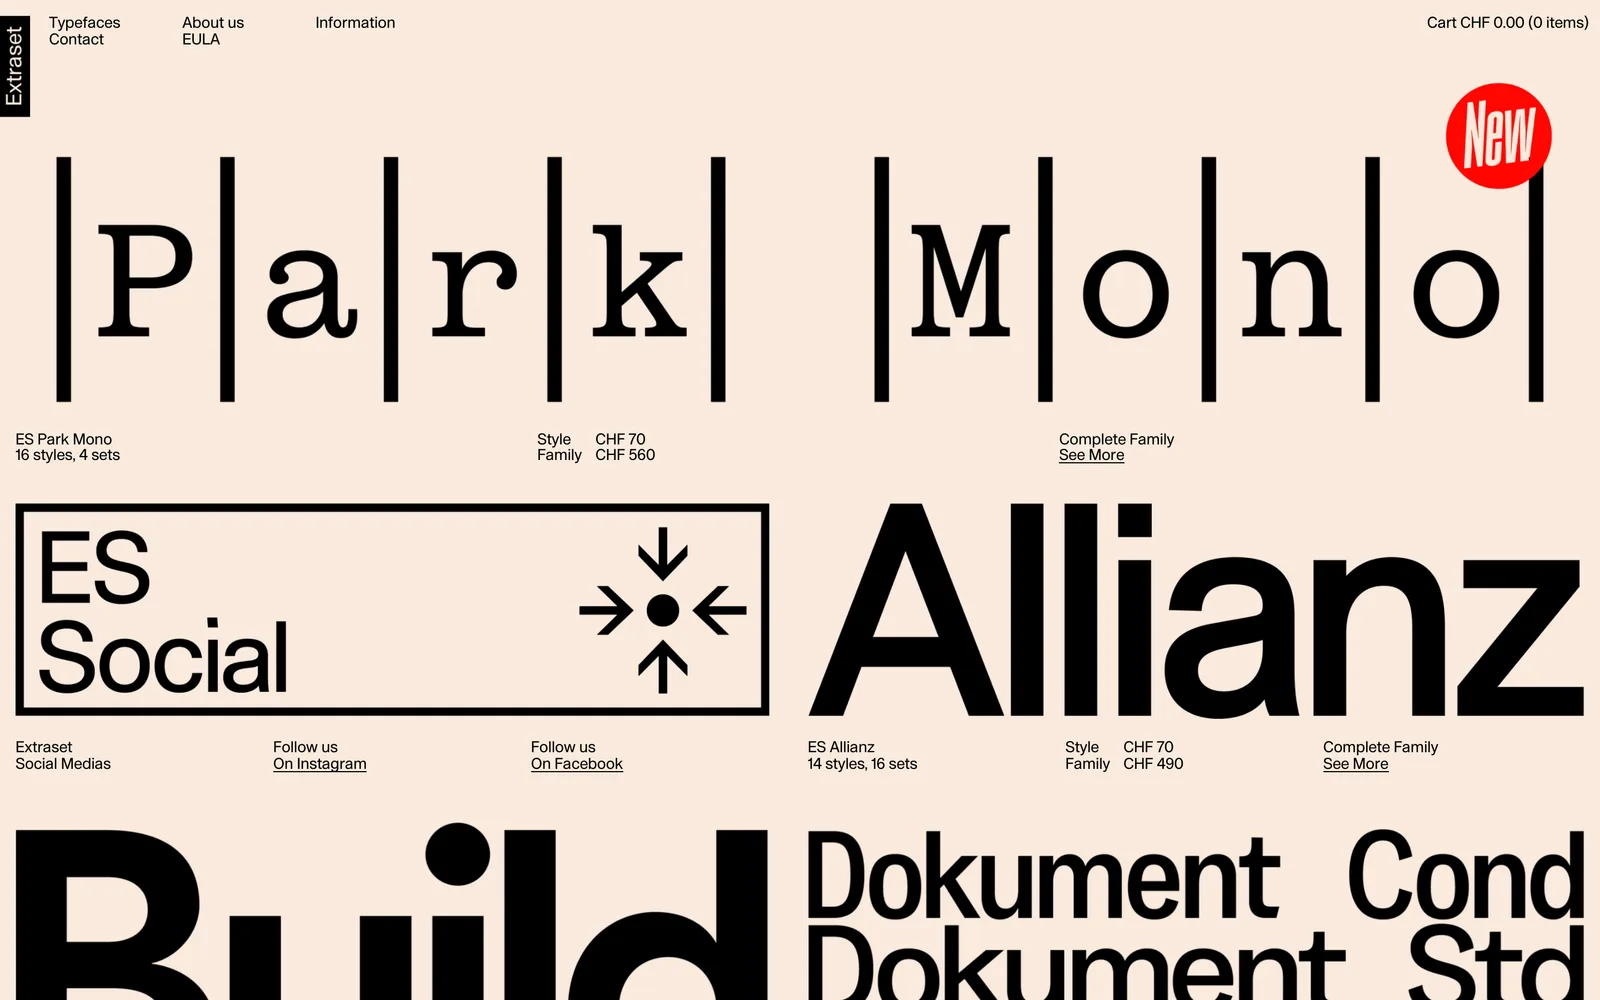 Extraset
Typefaces
Contact
About us
EULA
Information
Cart CHF 0.00 (0 items)
New
Park Mono
ES Park Mono
16 styles, 4 sets
Style CHF 70
Family CHF 560
Complete Family
See More
ES
Social
Allianz
Extraset
Social Medias
Follow us
On Instagram
Follow us
On Facebook
ES Allianz
14 styles, 16 sets
Style CHF 70
Family CHF 490
Complete Family
See More
Build
Dokument Cond
Dokument Std